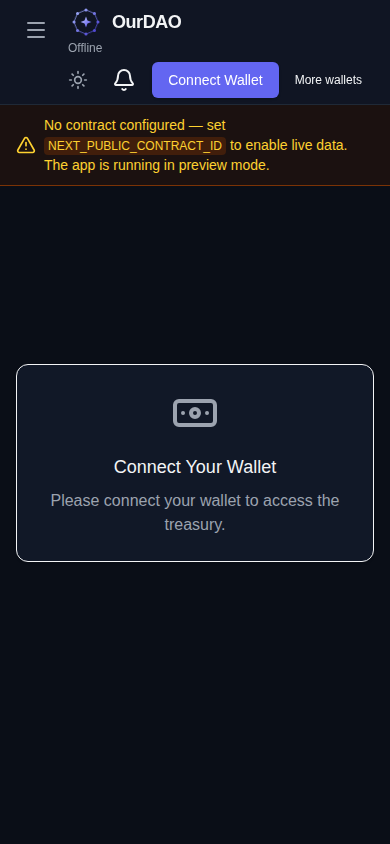 OurDAO
Offline
Connect Wallet
More wallets
No contract configured — set
NEXT_PUBLIC_CONTRACT_ID to enable live data.
The app is running in preview mode.
Connect Your Wallet
Please connect your wallet to access the
treasury.